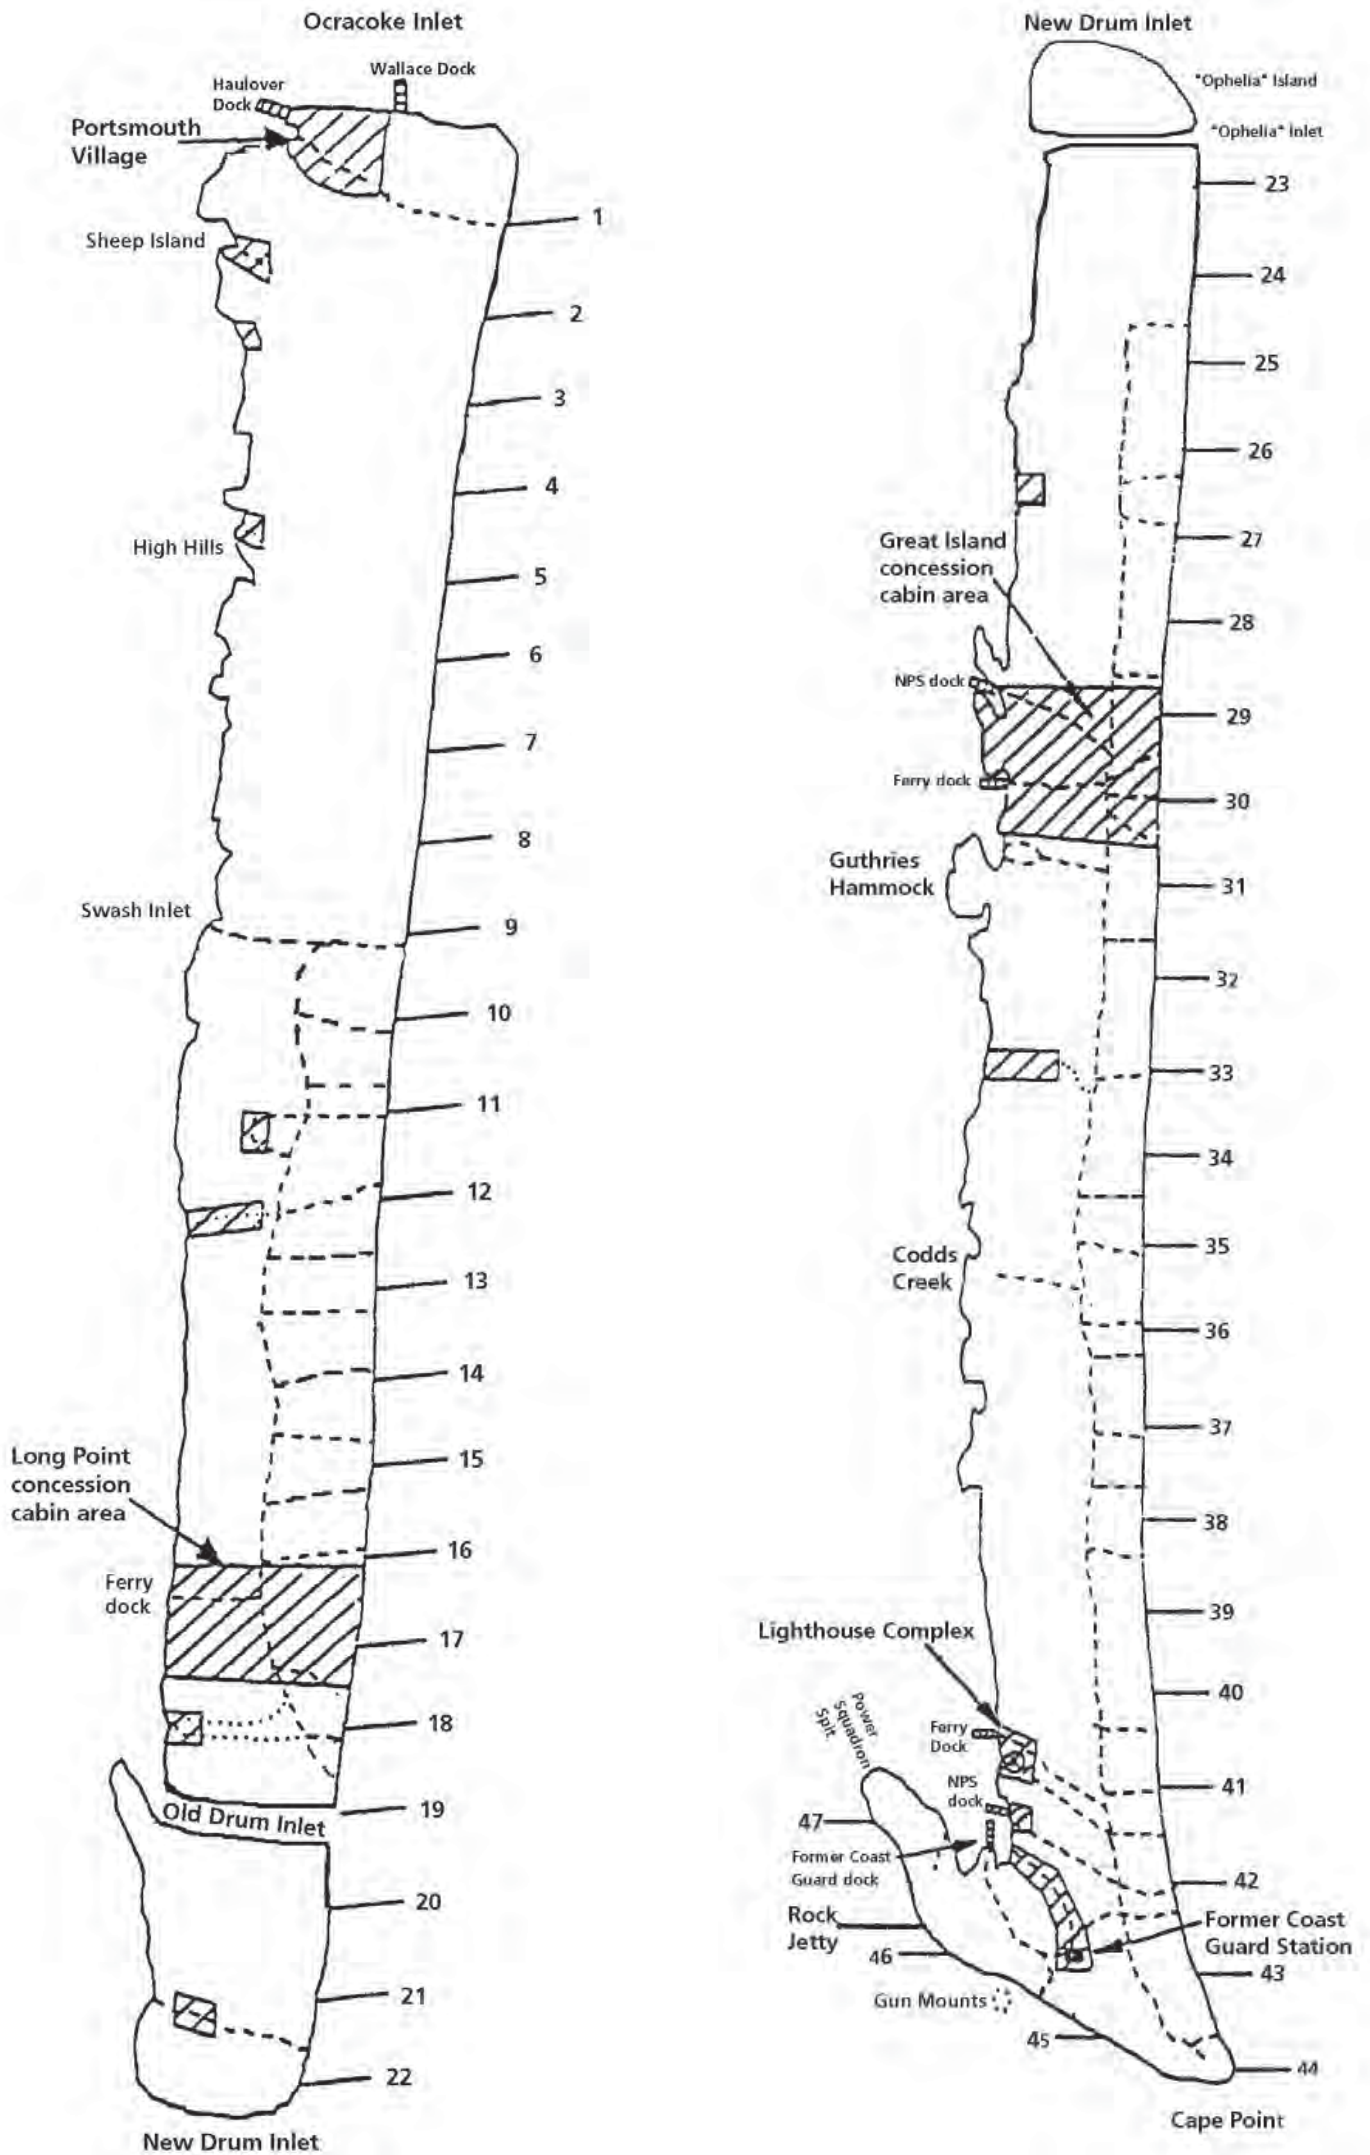 Ocracoke Inlet
Wallace Dock
Haulover
Dock
Portsmouth
Village
1
Sheep Island
2
3
4
High Hills
5
6
7
8
Swash Inlet
9
10
11
12
13
14
Long Point
concession
cabin area
15
16
Ferry
dock
17
18
19
Old Drum Inlet
20
21
22
New Drum Inlet
New Drum Inlet
"Ophelia" Island
"Ophelia" Inlet
23
24
25
26
27
Great Island
concession
cabin area
28
NPS dock
29
Ferry dock
30
Guthries
Hammock
31
32
33
34
35
Codds
Creek
36
37
38
39
Lighthouse Complex
40
Power
Squadron
Spit
Ferry
Dock
41
NPS
dock
47
Former Coast
Guard dock
42
Rock
Jetty
Former Coast
Guard Station
46
43
Gun Mounts
45
44
Cape Point